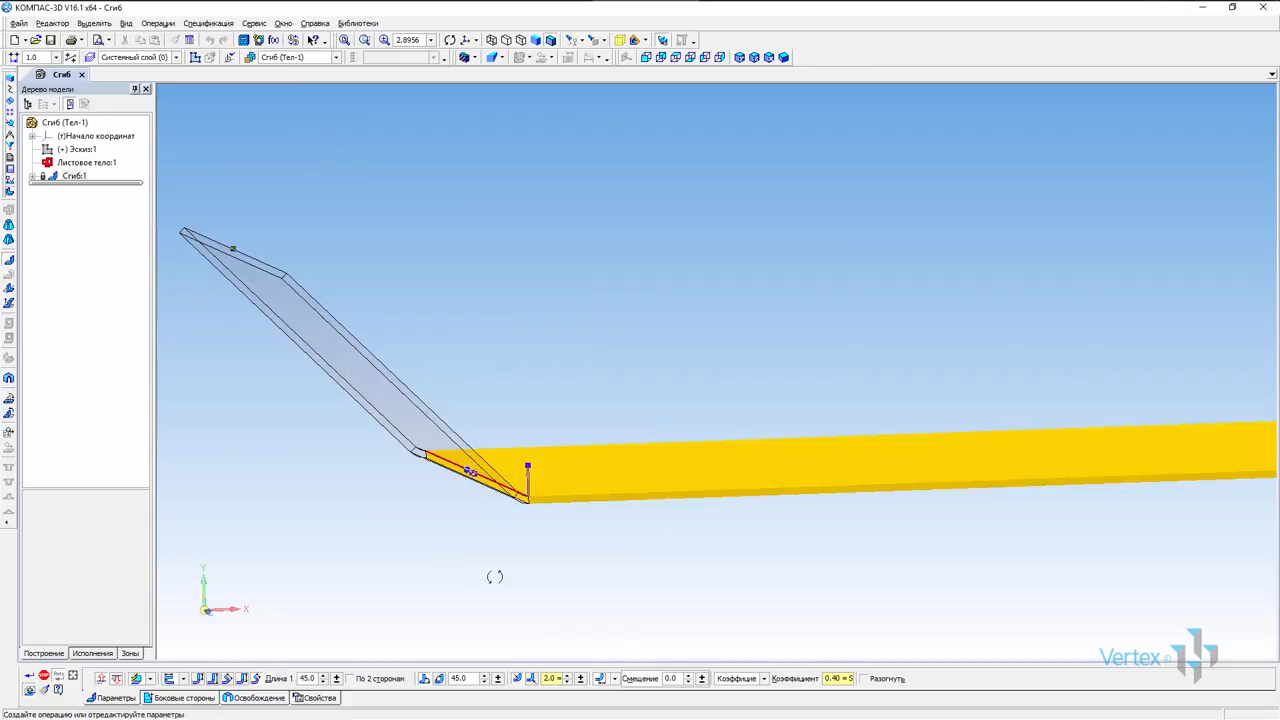 КОМПАС-3D V16.1 x64 - Сгиб
Файл Редактор Выделить Вид Операции Спецификация Сервис Окно Справка Библиотеки
2.8956
1.0 Системный слой (0) Сгиб (Тел-1)
Сгиб
Дерево модели
Сгиб (Тел-1)
(т)Начало координат
(+) Эскиз:1
Листовое тело:1
Сгиб:1
Y
X
Vertex
Построение Исполнения Зоны
Длина 1 45.0 По 2 сторонам 45.0 2.0 = Смещение 0.0 Коэффице Коэффициент 0.40 = S Разогнуть
Параметры Боковые стороны Освобождение Свойства
Создайте операцию или отредактируйте параметры